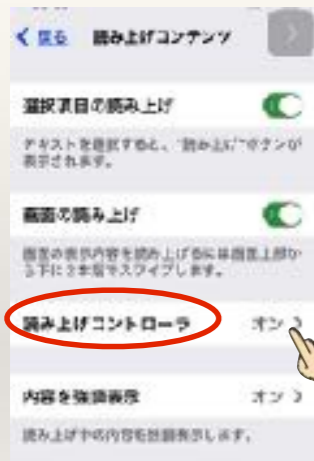 戻る 読み上げコンテンツ
選択項目の読み上げ
テキストを選択すると、"読み上げ"ボタンが
表示されます。
画面の読み上げ
画面の表示内容を読み上げるには画面上部か
ら下に2本指でスワイプします。
読み上げコントローラ オン
内容を強調表示 オン
読み上げ中の内容を強調表示します。